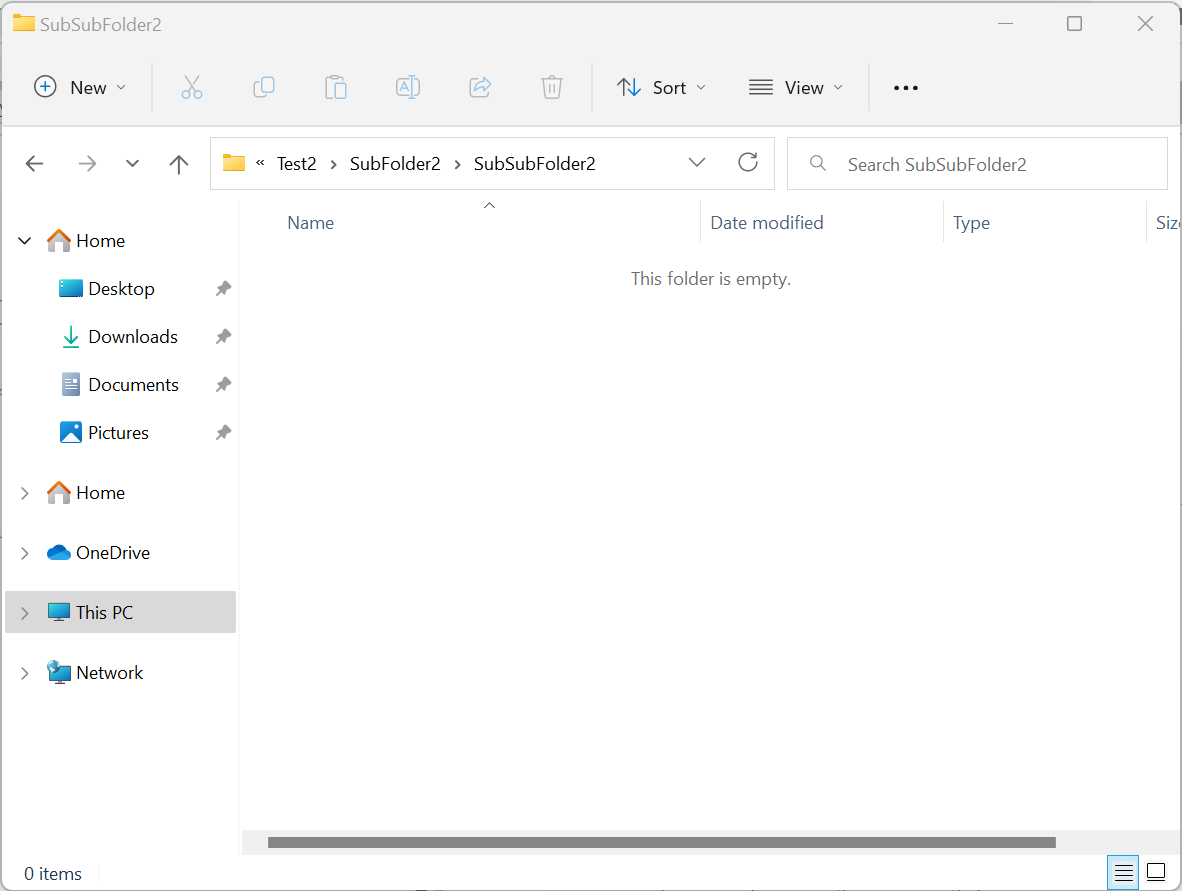 SubSubFolder2
New Sort View
« Test2 › SubFolder2 › SubSubFolder2 Search SubSubFolder2
Name Date modified Type
This folder is empty.
Home
Desktop
Downloads
Documents
Pictures
Home
OneDrive
This PC
Network
0 items